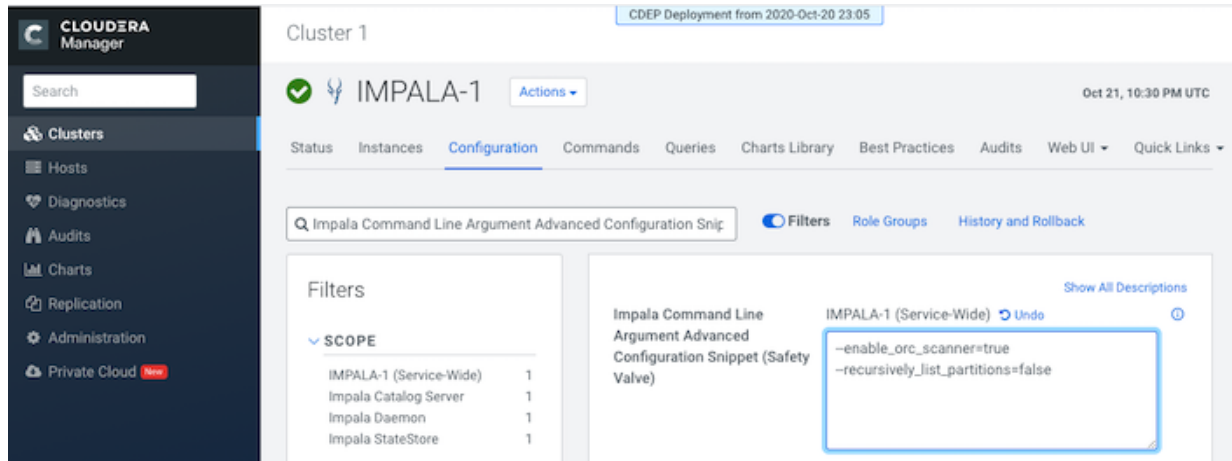 CLOUDERA
Manager
Search
Clusters
Hosts
Diagnostics
Audits
Charts
Replication
Administration
Private Cloud New
CDEP Deployment from 2020-Oct-20 23:05
Cluster 1
IMPALA-1 Actions
Oct 21, 10:30 PM UTC
Status Instances Configuration Commands Queries Charts Library Best Practices Audits Web UI Quick Links
Impala Command Line Argument Advanced Configuration Snip
Filters Role Groups History and Rollback
Filters
SCOPE
IMPALA-1 (Service-Wide) 1
Impala Catalog Server 1
Impala Daemon 1
Impala StateStore 1
Show All Descriptions
Impala Command Line
Argument Advanced
Configuration Snippet (Safety
Valve)
IMPALA-1 (Service-Wide) Undo
--enable_orc_scanner=true
--recursively_list_partitions=false